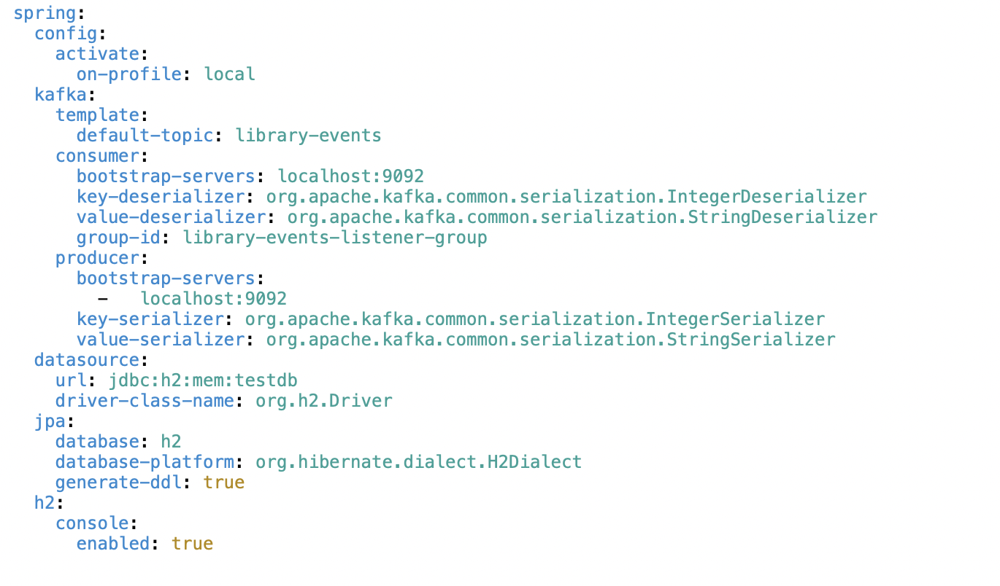 spring:
  config:
    activate:
      on-profile: local
  kafka:
    template:
      default-topic: library-events
    consumer:
      bootstrap-servers: localhost:9092
      key-deserializer: org.apache.kafka.common.serialization.IntegerDeserializer
      value-deserializer: org.apache.kafka.common.serialization.StringDeserializer
      group-id: library-events-listener-group
    producer:
      bootstrap-servers:
        -   localhost:9092
      key-serializer: org.apache.kafka.common.serialization.IntegerSerializer
      value-serializer: org.apache.kafka.common.serialization.StringSerializer
  datasource:
    url: jdbc:h2:mem:testdb
    driver-class-name: org.h2.Driver
  jpa:
    database: h2
    database-platform: org.hibernate.dialect.H2Dialect
    generate-ddl: true
  h2:
    console:
      enabled: true